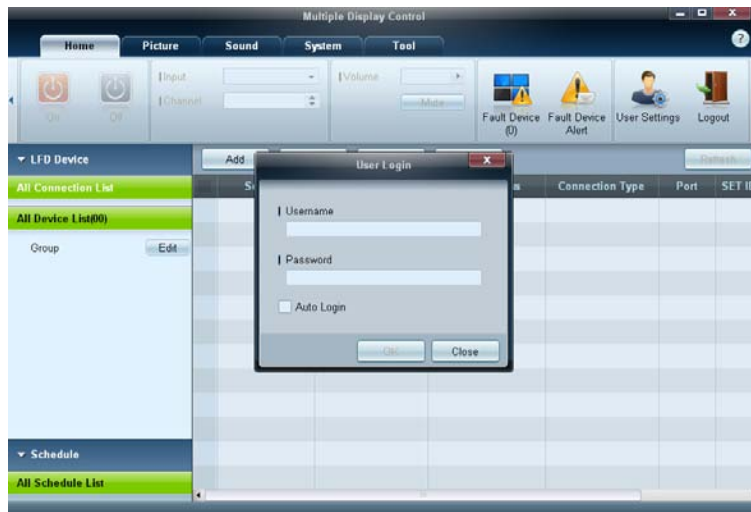 Multiple Display Control
Home Picture Sound System Tool ?
Input
Channel
Volume
Mute
On Off
Fault Device (0)
Fault Device Alert
User Settings
Logout
LFD Device
All Connection List
All Device List(00)
Group Edit
Schedule
All Schedule List
Add
Refresh
Connection Type Port SET I
User Login
Username
Password
Auto Login
OK Close